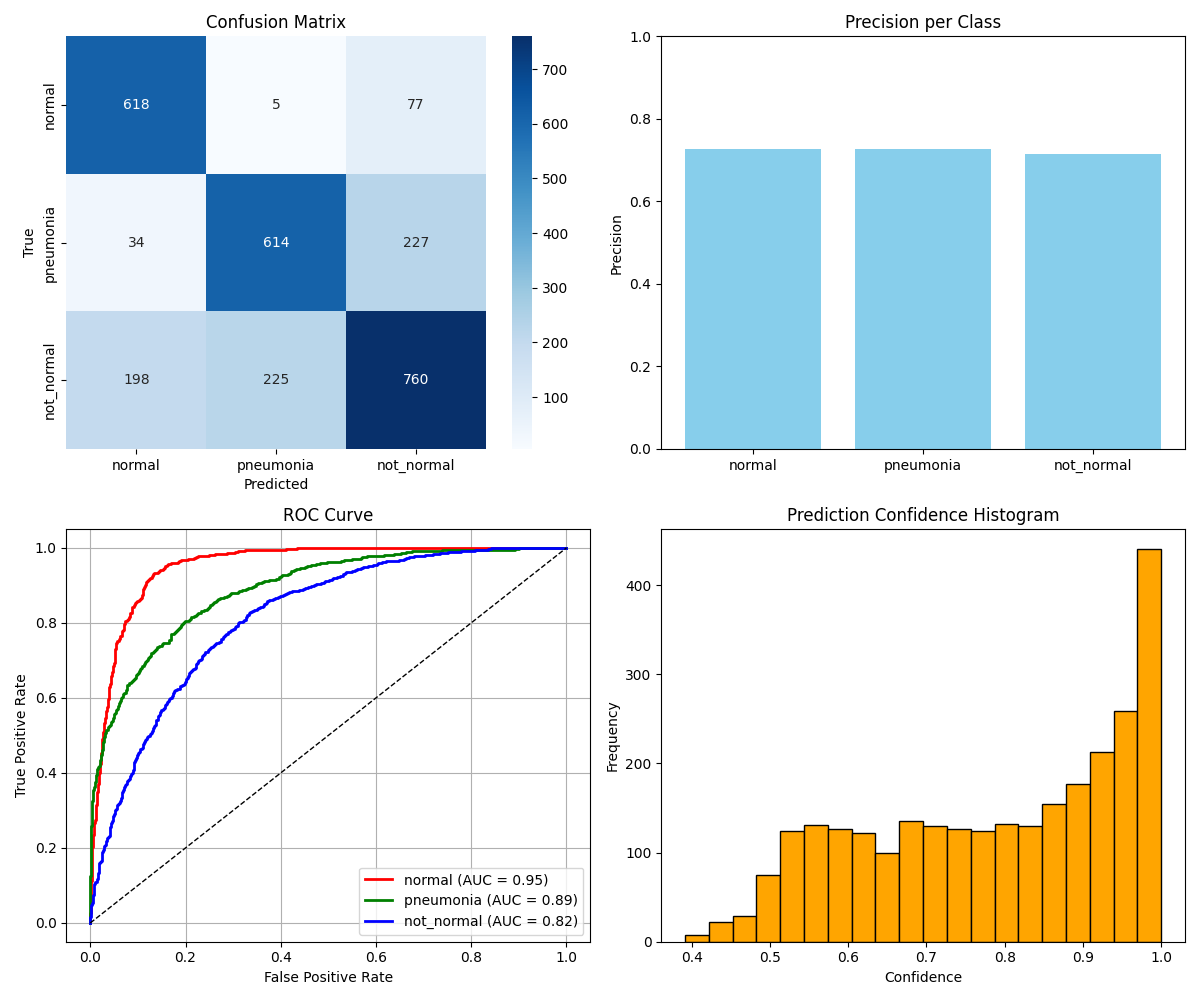 Confusion Matrix
True
normal
pneumonia
not_normal
618 5 77
34 614 227
198 225 760
normal pneumonia not_normal
Predicted
700
600
500
400
300
200
100
Precision per Class
Precision
1.0
0.8
0.6
0.4
0.2
0.0
normal pneumonia not_normal
ROC Curve
True Positive Rate
1.0
0.8
0.6
0.4
0.2
0.0
normal (AUC = 0.95)
pneumonia (AUC = 0.89)
not_normal (AUC = 0.82)
0.0 0.2 0.4 0.6 0.8 1.0
False Positive Rate
Prediction Confidence Histogram
Frequency
400
300
200
100
0
0.4 0.5 0.6 0.7 0.8 0.9 1.0
Confidence